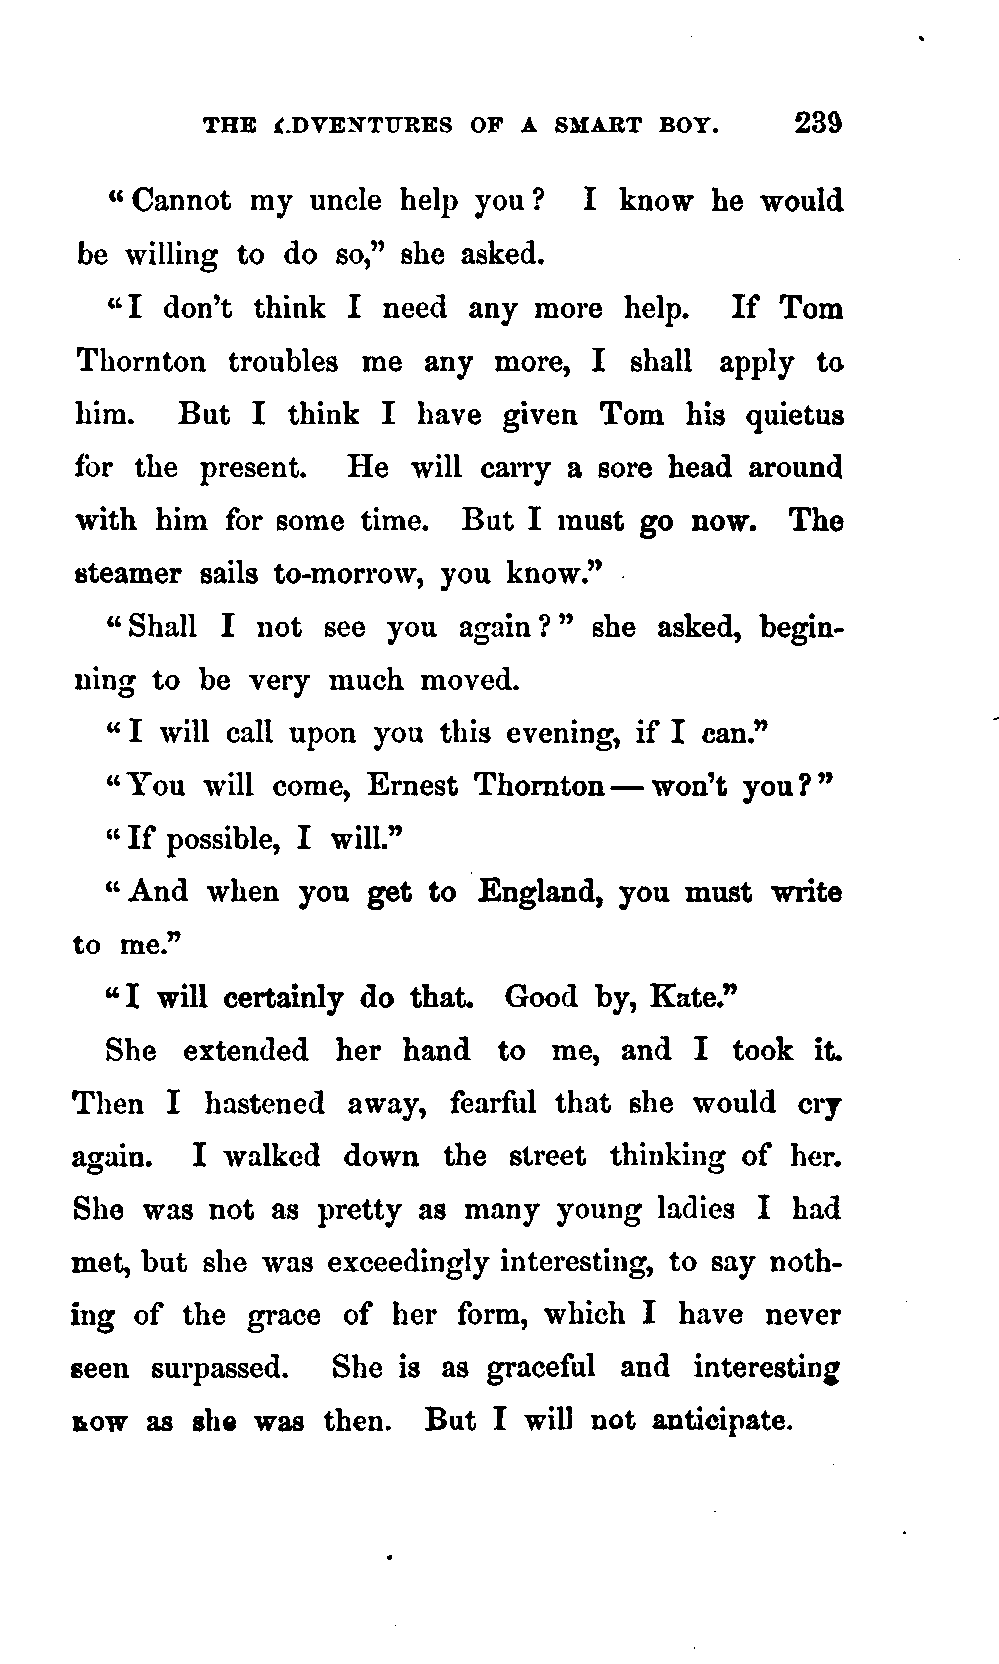 THE ADVENTURES OF A SMART BOY. 239
"Cannot my uncle help you? I know he would
be willing to do so," she asked.
"I don't think I need any more help. If Tom
Thornton troubles me any more, I shall apply to
him. But I think I have given Tom his quietus
for the present. He will carry a sore head around
with him for some time. But I must go now. The
steamer sails to-morrow, you know."
"Shall I not see you again?" she asked, begin-
ning to be very much moved.
"I will call upon you this evening, if I can."
"You will come, Ernest Thornton — won't you?"
"If possible, I will."
"And when you get to England, you must write
to me."
"I will certainly do that. Good by, Kate."
She extended her hand to me, and I took it.
Then I hastened away, fearful that she would cry
again. I walked down the street thinking of her.
She was not as pretty as many young ladies I had
met, but she was exceedingly interesting, to say noth-
ing of the grace of her form, which I have never
seen surpassed. She is as graceful and interesting
now as she was then. But I will not anticipate.